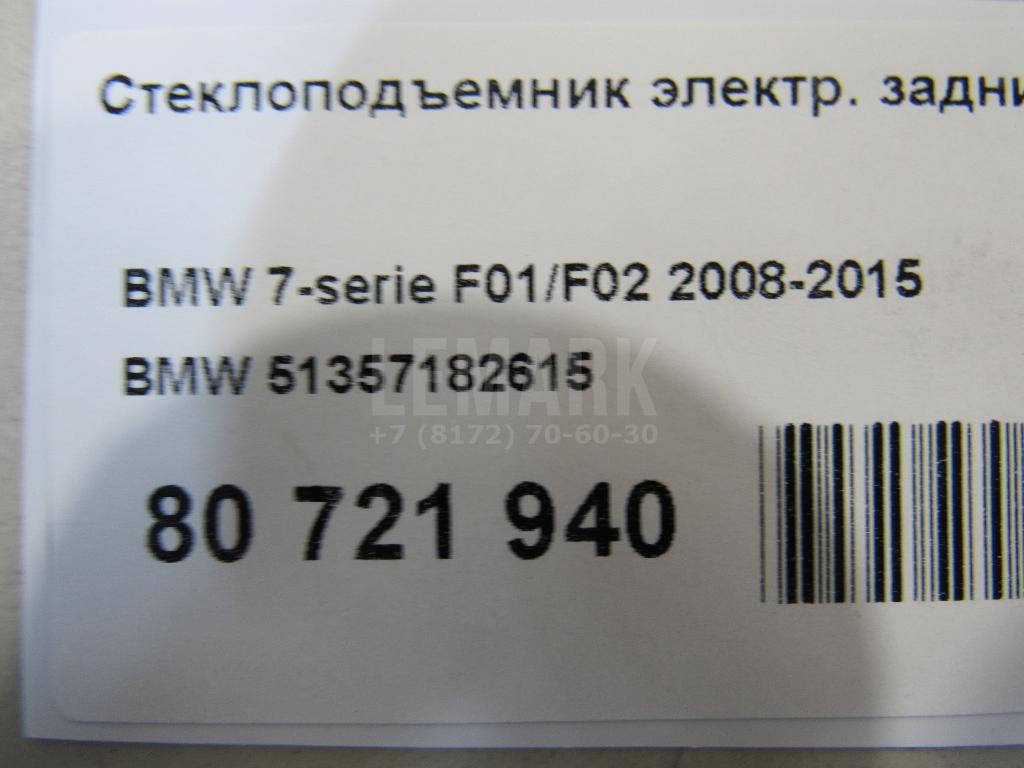 Стеклоподъемник электр. задни
BMW 7-serie F01/F02 2008-2015
BMW 51357182615
LEMARK
+7 (8172) 70-60-30
80 721 940